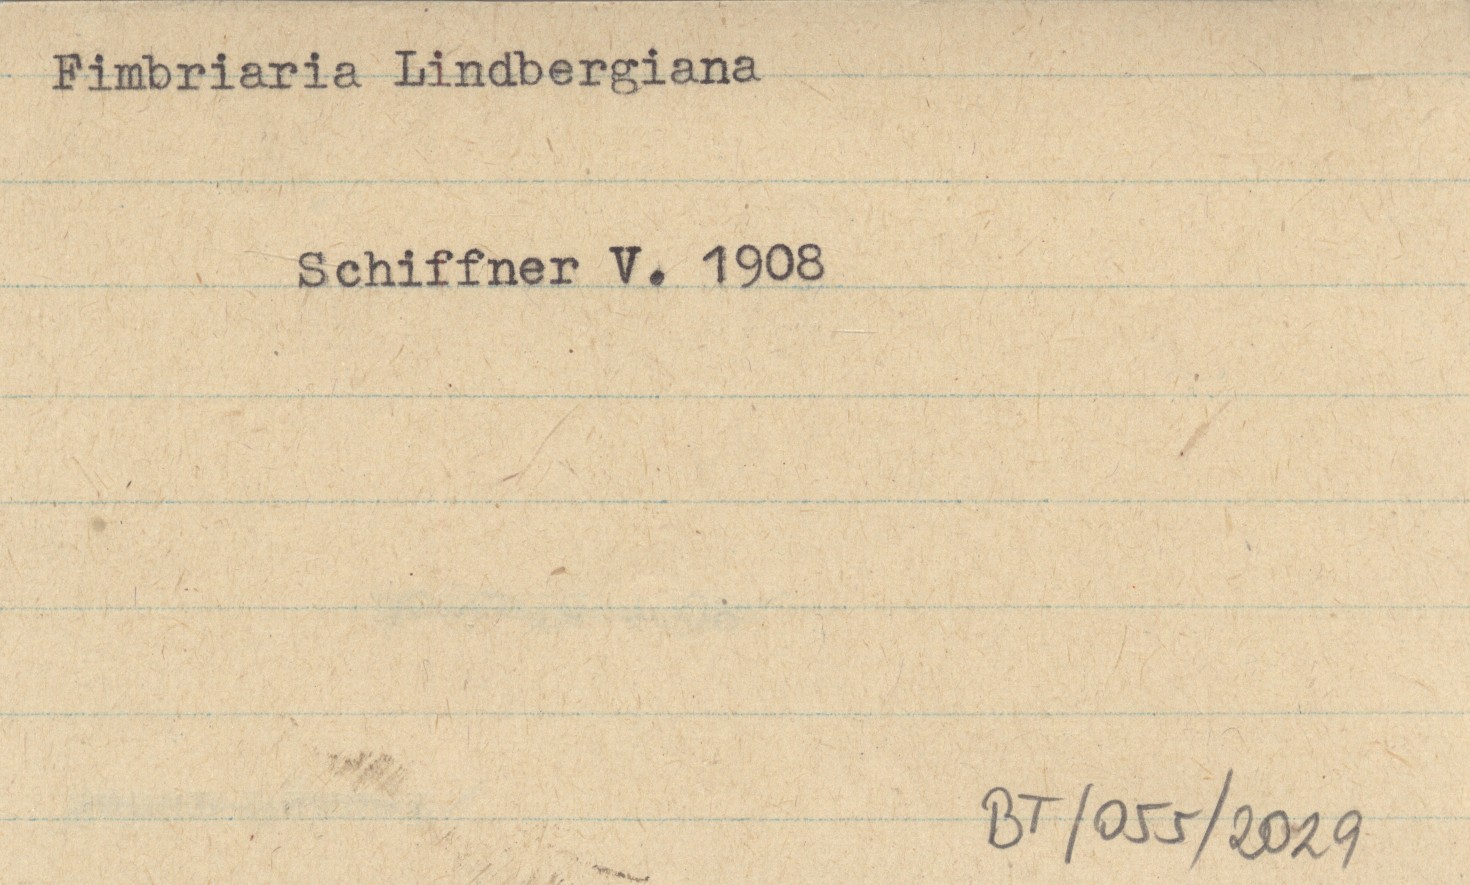 Fimbriaria Lindbergiana
Schiffner V. 1908
BT/055/2029